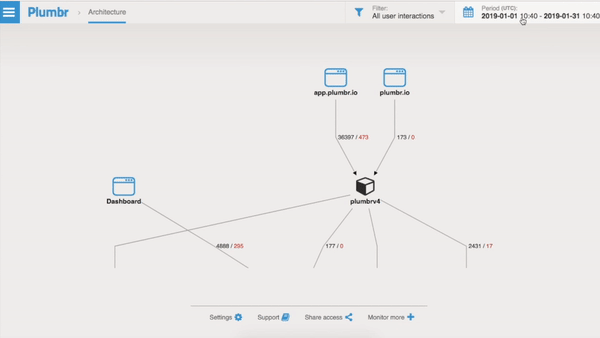 Plumbr
›
Architecture
Filter:
All user interactions
Period (UTC):
2019-01-01 10:40 - 2019-01-31 10:40
app.plumbr.io
plumbr.io
36397 / 473
173 / 0
Dashboard
plumbrv4
4888 / 295
177 / 0
2431 / 17
Settings
Support
Share access
Monitor more